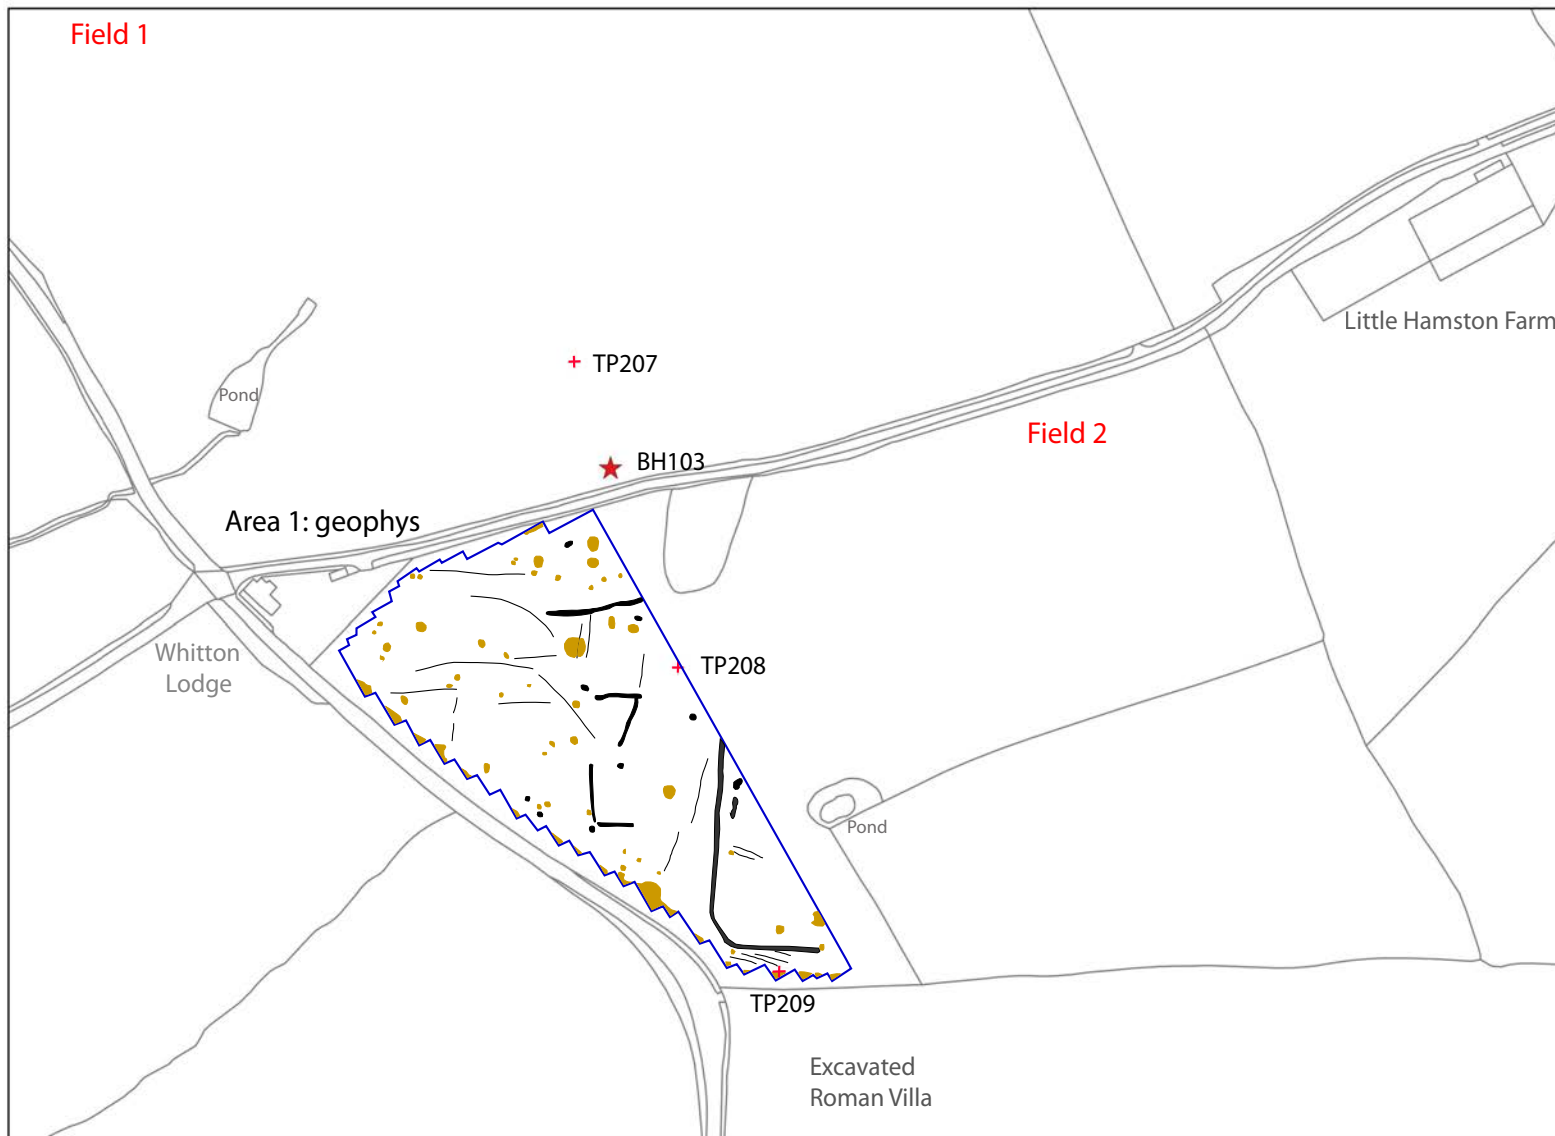 Field 1
Little Hamston Farm
TP207
Pond
Field 2
BH103
Area 1: geophys
Whitton
Lodge
TP208
Pond
TP209
Excavated
Roman Villa